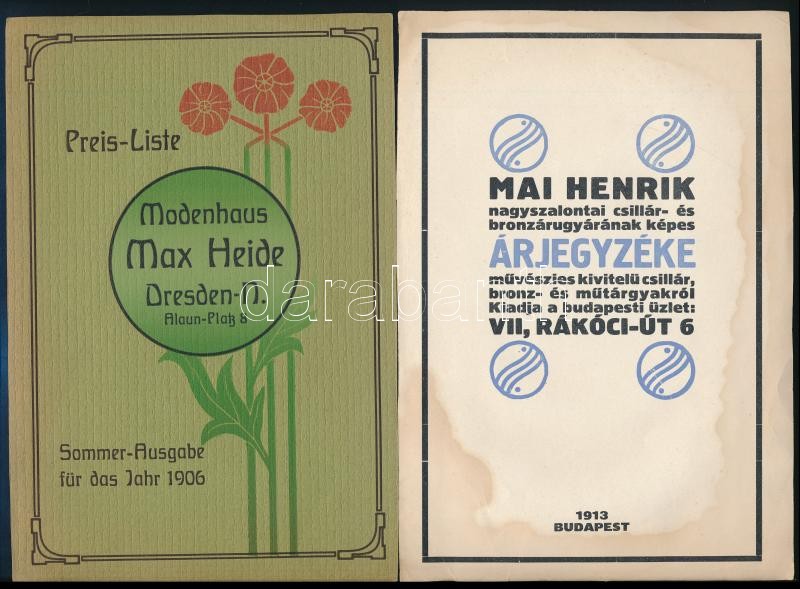 Preis-Liste
Modenhaus
Max Heide
Dresden-N.
Alaun-Platz 8
Sommer-Ausgabe
für das Jahr 1906
MAI HENRIK
nagyszalontai csillár- és
bronzárugyárának képes
ÁRJEGYZÉKE
művészies kivitelü csillár,
bronz- és műtárgyakról
Kiadja a budapesti üzlet:
VII, RÁKÓCI-ÚT 6
1913
BUDAPEST